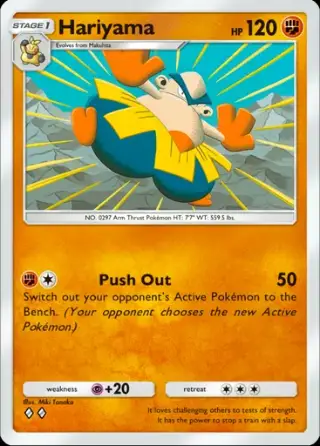 STAGE 1
Hariyama
HP 120
Evolves from Makuhita
NO. 0297 Arm Thrust Pokémon HT: 7'7" WT: 559.5 lbs.
Push Out 50
Switch out your opponent's Active Pokémon to
the Bench. (Your opponent chooses the new Active
Pokémon.)
weakness +20 retreat
Illus. Miki Tanaka
It loves challenging others to tests of strength.
It has the power to stop a train with a slap.